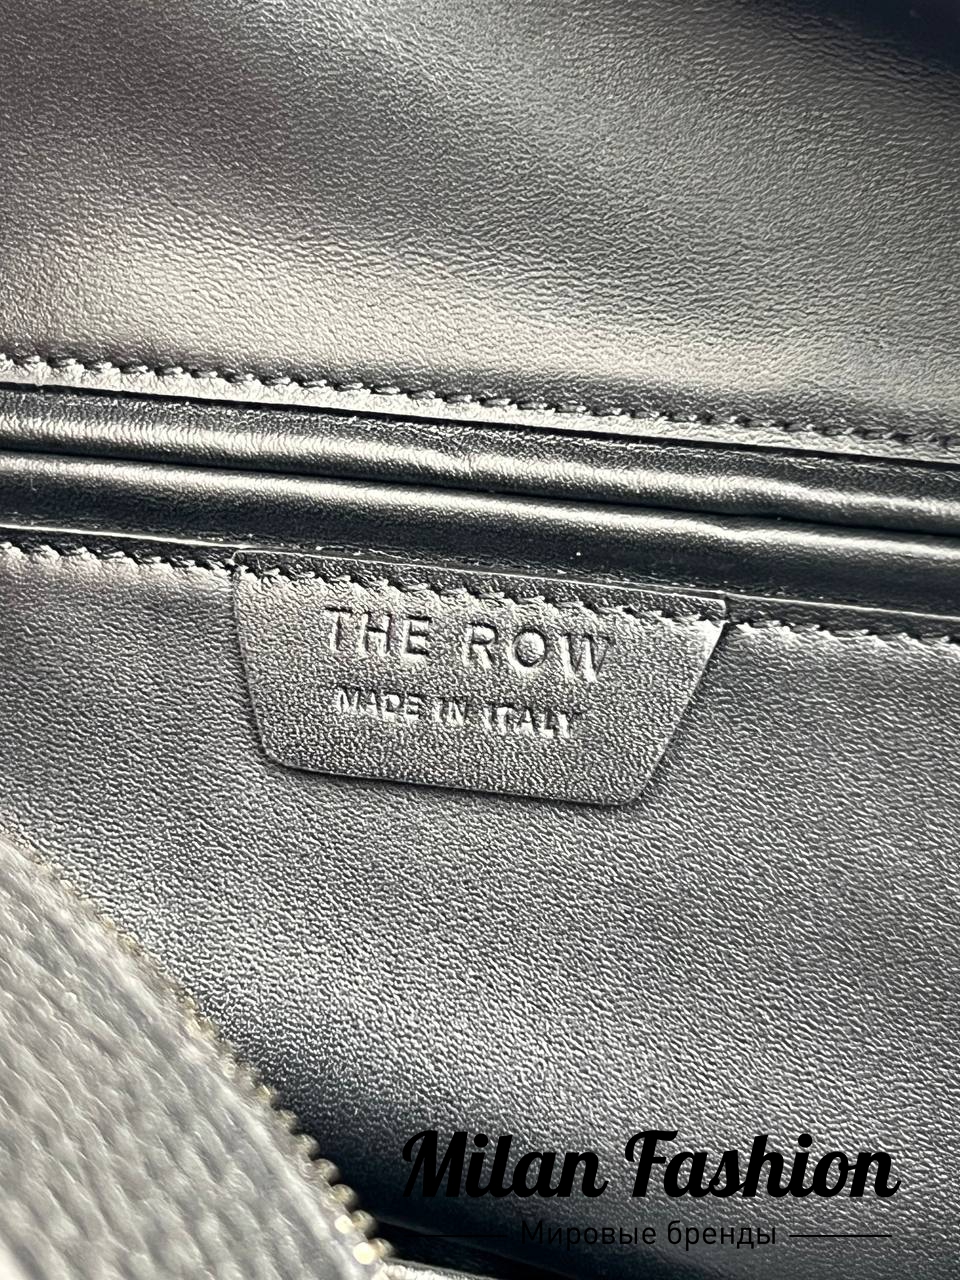 THE ROW
MADE IN ITALY
Milan Fashion
Мировые бренды